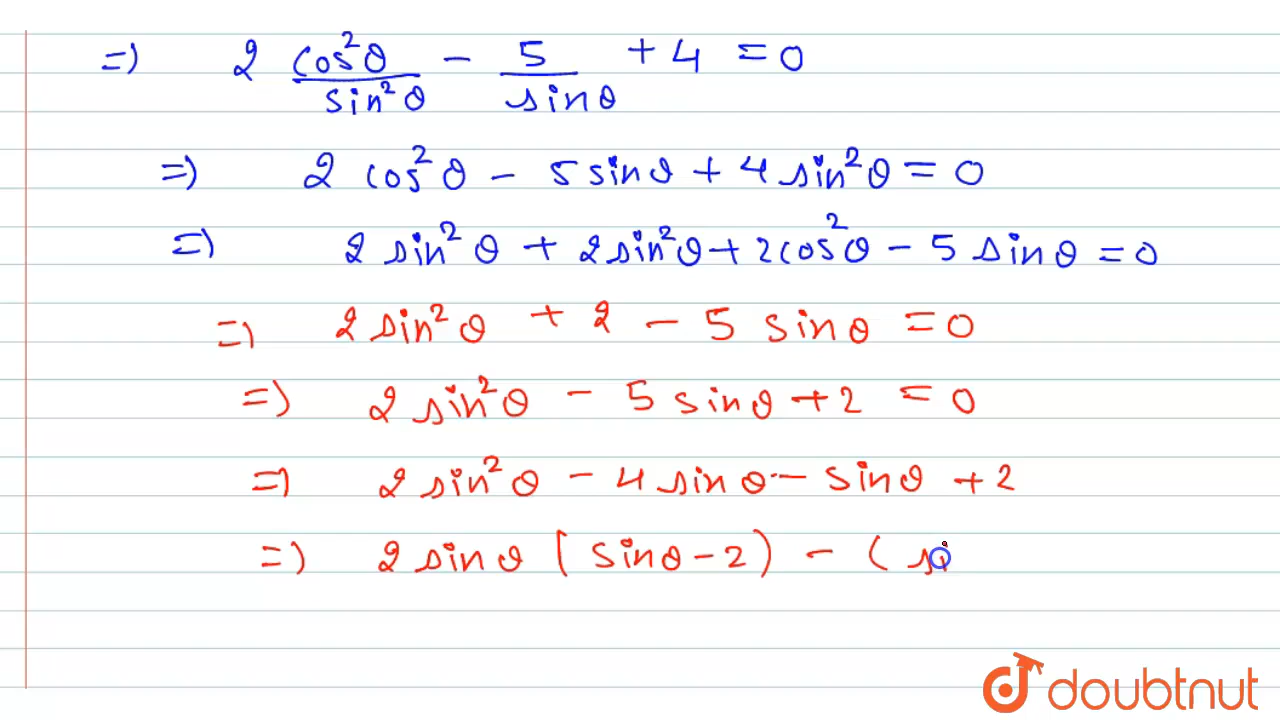 ⇒ 2 cos²θ/sin²θ - 5/sinθ + 4 = 0
⇒ 2 cos²θ - 5 sinθ + 4 sin²θ = 0
⇒ 2 sin²θ + 2 sin²θ + 2 cos²θ - 5 sinθ = 0
⇒ 2 sin²θ + 2 - 5 sinθ = 0
⇒ 2 sin²θ - 5 sinθ + 2 = 0
⇒ 2 sin²θ - 4 sinθ - sinθ + 2
⇒ 2 sinθ (sinθ - 2) - ( si
doubtnut